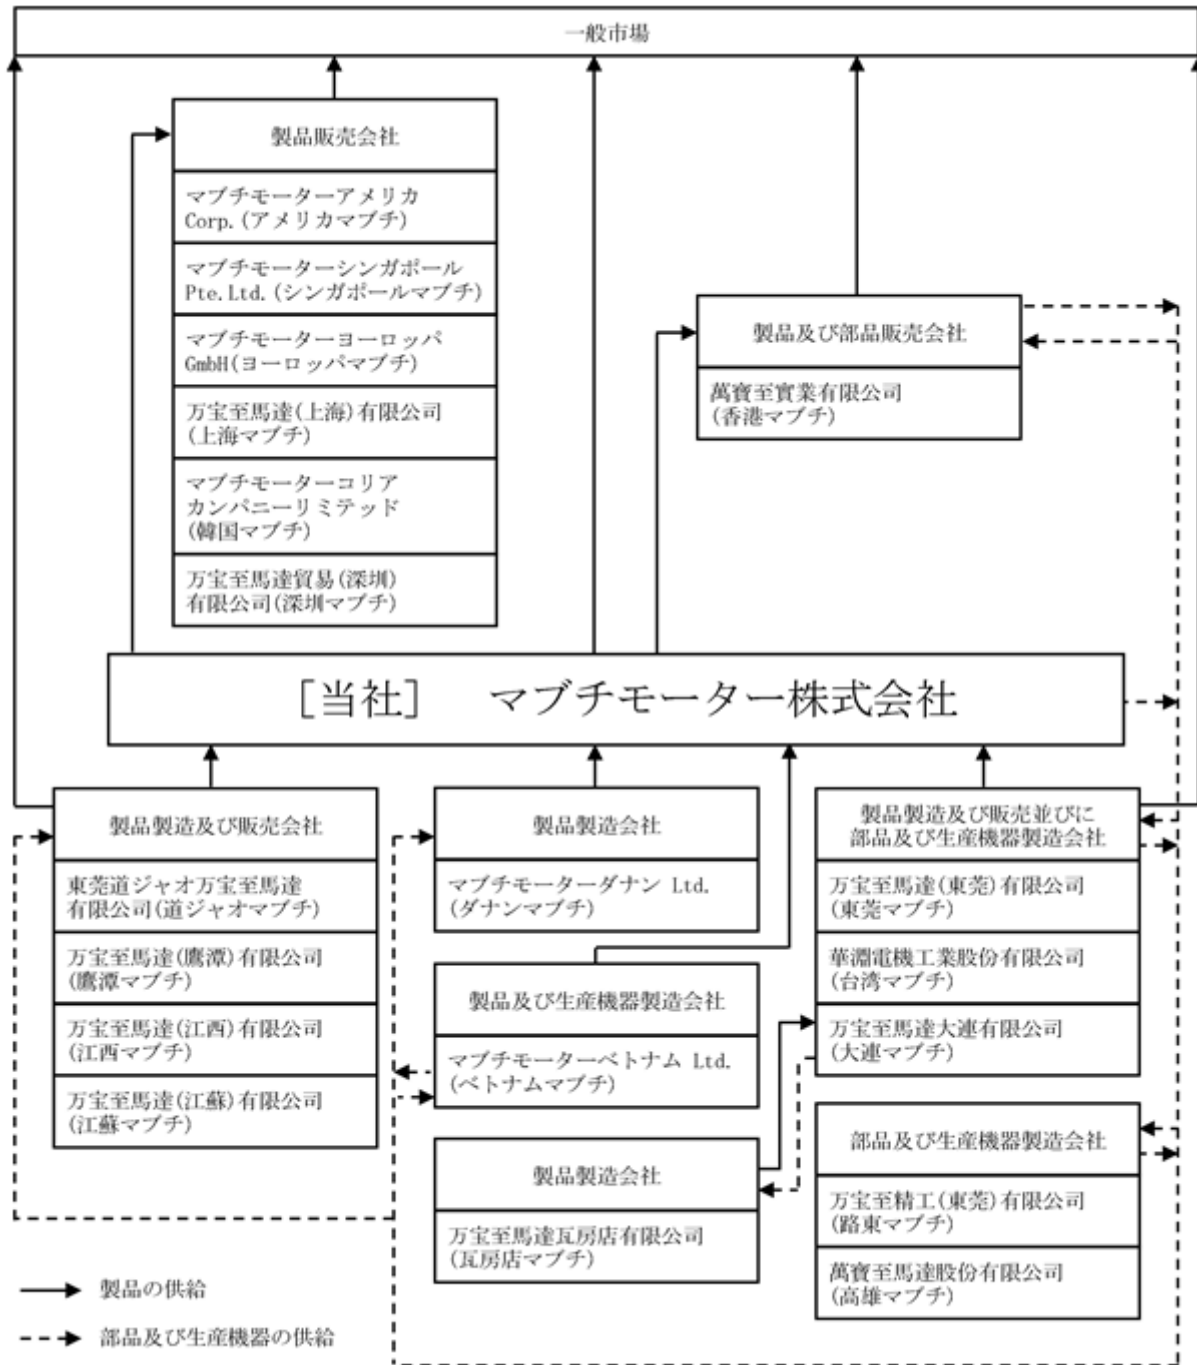 一般市場
製品販売会社
マブチモーターアメリカ
Corp.(アメリカマブチ)
マブチモーターシンガポール
Pte.Ltd.(シンガポールマブチ)
マブチモーターヨーロッパ
GmbH(ヨーロッパマブチ)
万宝至馬達(上海)有限公司
(上海マブチ)
マブチモーターコリア
カンパニーリミテッド
(韓国マブチ)
万宝至馬達貿易(深圳)
有限公司(深圳マブチ)
製品及び部品販売会社
萬寶至實業有限公司
(香港マブチ)
[当社] マブチモーター株式会社
製品製造及び販売会社
東莞道ジャオ万宝至馬達
有限公司(道ジャオマブチ)
万宝至馬達(鷹潭)有限公司
(鷹潭マブチ)
万宝至馬達(江西)有限公司
(江西マブチ)
万宝至馬達(江蘇)有限公司
(江蘇マブチ)
製品製造会社
マブチモーターダナン Ltd.
(ダナンマブチ)
製品及び生産機器製造会社
マブチモーターベトナム Ltd.
(ベトナムマブチ)
製品製造会社
万宝至馬達瓦房店有限公司
(瓦房店マブチ)
製品製造及び販売並びに
部品及び生産機器製造会社
万宝至馬達(東莞)有限公司
(東莞マブチ)
華淵電機工業股份有限公司
(台湾マブチ)
万宝至馬達大連有限公司
(大連マブチ)
部品及び生産機器製造会社
万宝至精工(東莞)有限公司
(路東マブチ)
萬寶至馬達股份有限公司
(高雄マブチ)
製品の供給
部品及び生産機器の供給